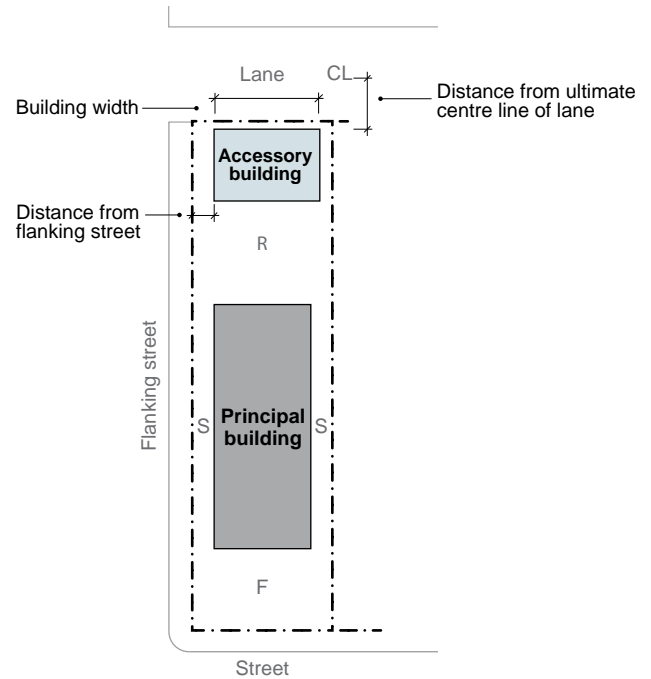 Lane
CL
Distance from ultimate
centre line of lane
Building width
Accessory
building
Distance from
flanking street
R
Flanking street
S
Principal
building
S
F
Street